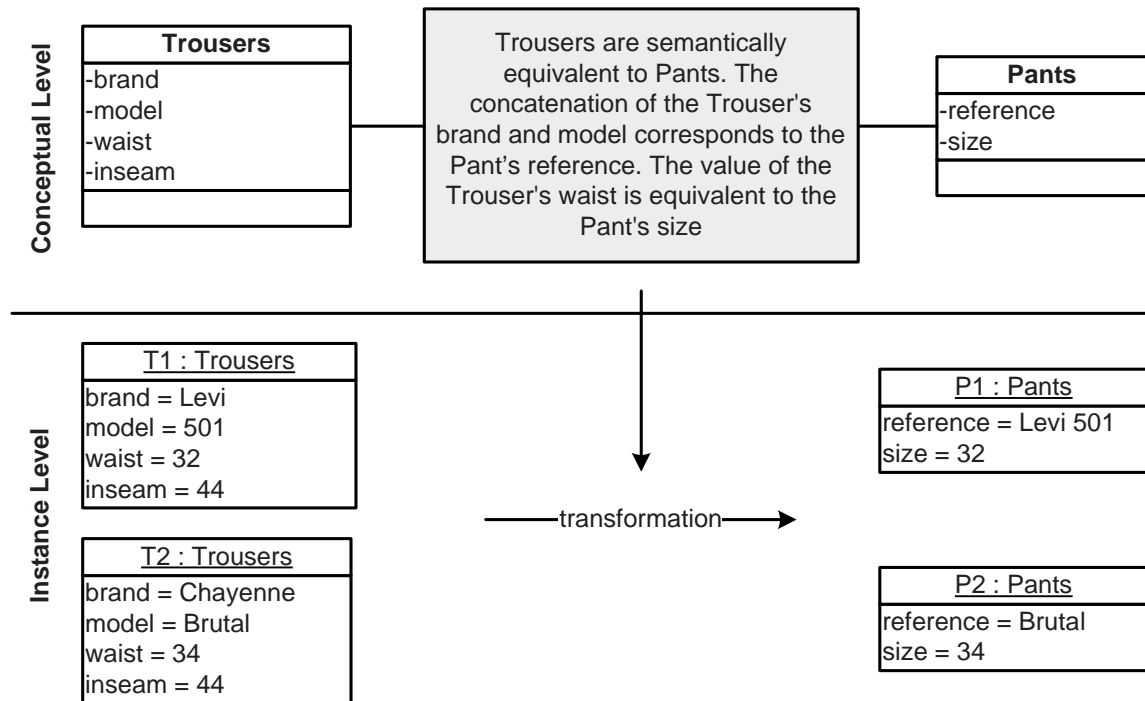 Conceptual Level
Trousers
-brand
-model
-waist
-inseam
Trousers are semantically
equivalent to Pants. The
concatenation of the Trouser's
brand and model corresponds to the
Pant's reference. The value of the
Trouser's waist is equivalent to the
Pant's size
Pants
-reference
-size
Instance Level
T1 : Trousers
brand = Levi
model = 501
waist = 32
inseam = 44
T2 : Trousers
brand = Chayenne
model = Brutal
waist = 34
inseam = 44
transformation
P1 : Pants
reference = Levi 501
size = 32
P2 : Pants
reference = Brutal
size = 34